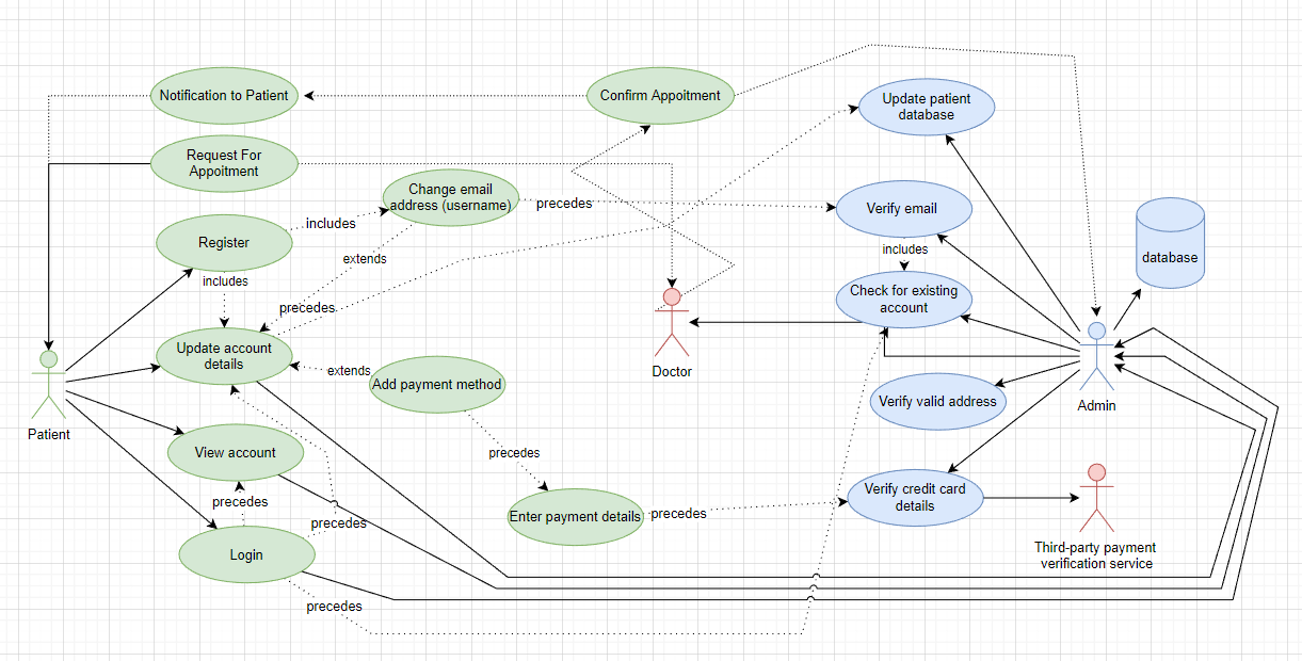 Notification to Patient
Confirm Appoitment
Update patient
database
Request For
Appoitment
Change email
address (username)
precedes
Verify email
includes
Register
includes
extends
includes
database
Check for existing
account
precedes
Update account
details
extends
Add payment method
Doctor
Patient
Verify valid address
Admin
View account
precedes
precedes
Enter payment details
precedes
Verify credit card
details
precedes
Login
Third-party payment
verification service
precedes